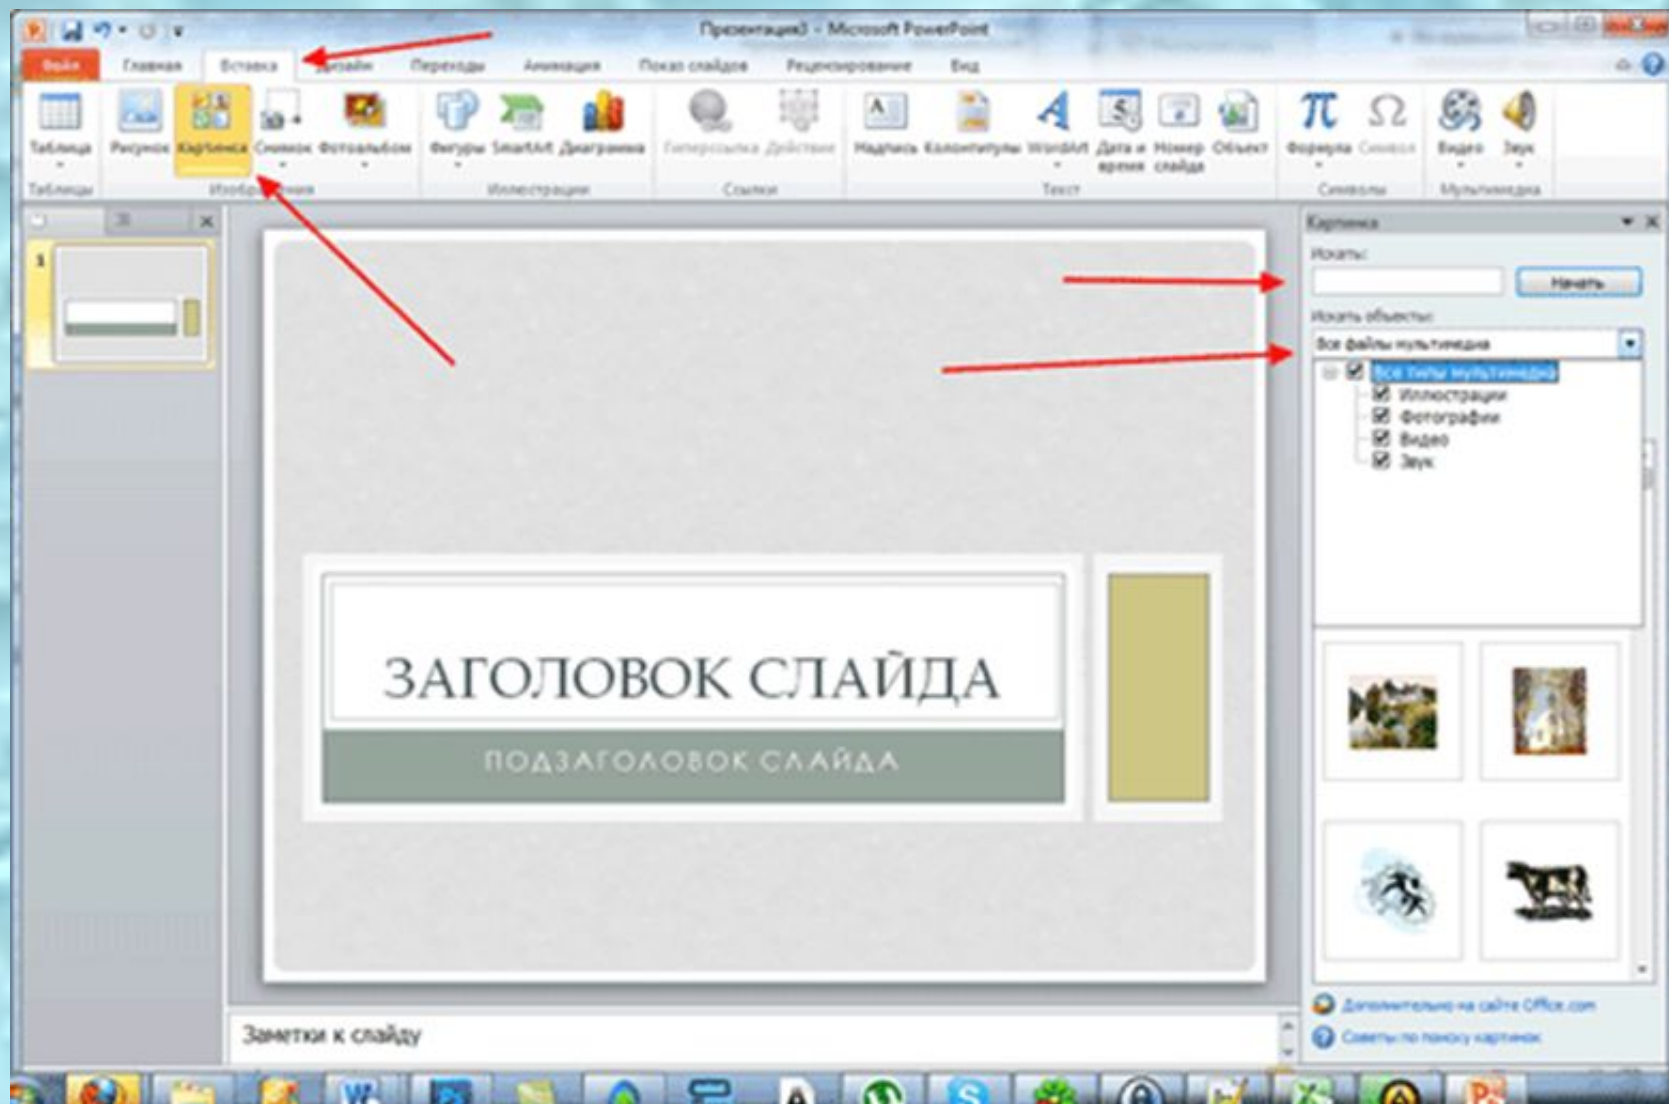 Презентация3 - Microsoft PowerPoint
Файл Главная Вставка Дизайн Переходы Анимация Показ слайдов Рецензирование Вид
Таблица Рисунок Картинка Снимок Фотоальбом Фигуры SmartArt Диаграмма Гиперссылка Действие Надпись Колонтитулы WordArt Дата и время Номер слайда Объект Формула Символ Видео Звук
Таблицы Изображения Иллюстрации Ссылки Текст Символы Мультимедиа
1
Картинка
Искать:
Начать
Искать объекты:
Все файлы мультимедиа
Все типы мультимедиа
Иллюстрации
Фотографии
Видео
Звук
ЗАГОЛОВОК СЛАЙДА
ПОДЗАГОЛОВОК СЛАЙДА
Дополнительно на сайте Office.com
Советы по поиску картинок
Заметки к слайду